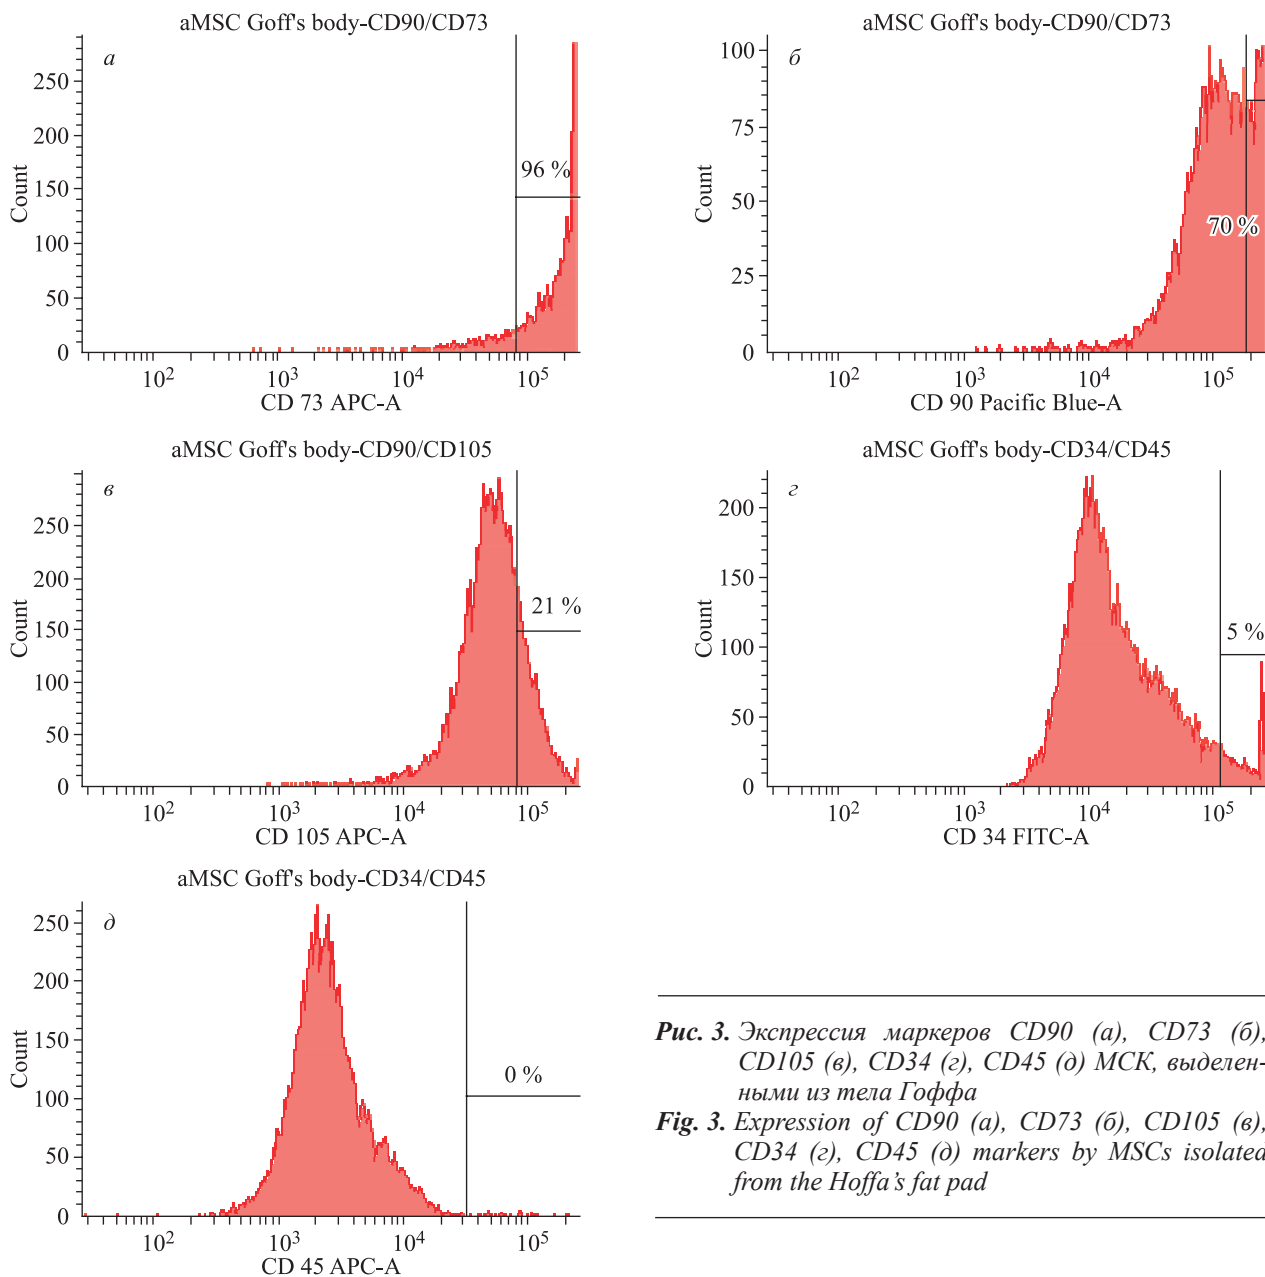 aMSC Goff's body-CD90/CD73
а
Count
250
200
150
100
50
0
96 %
10²
10³
10⁴
10⁵
CD 73 APC-A
aMSC Goff's body-CD90/CD73
б
Count
100
75
50
25
0
70 %
10²
10³
10⁴
10⁵
CD 90 Pacific Blue-A
aMSC Goff's body-CD90/CD105
в
Count
250
200
150
100
50
0
21 %
10²
10³
10⁴
10⁵
CD 105 APC-A
aMSC Goff's body-CD34/CD45
г
Count
200
150
100
50
0
5 %
10²
10³
10⁴
10⁵
CD 34 FITC-A
aMSC Goff's body-CD34/CD45
д
Count
250
200
150
100
50
0
0 %
10²
10³
10⁴
10⁵
CD 45 APC-A
Рис. 3. Экспрессия маркеров CD90 (а), CD73 (б),
CD105 (в), CD34 (г), CD45 (д) МСК, выделен-
ными из тела Гоффа
Fig. 3. Expression of CD90 (а), CD73 (б), CD105 (в),
CD34 (г), CD45 (д) markers by MSCs isolated
from the Hoffa's fat pad